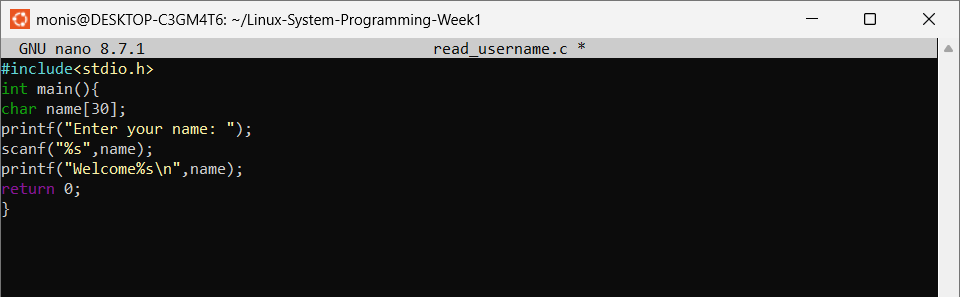 monis@DESKTOP-C3GM4T6: ~/Linux-System-Programming-Week1
GNU nano 8.7.1 read_username.c *
#include<stdio.h>
int main(){
char name[30];
printf("Enter your name: ");
scanf("%s",name);
printf("Welcome%s\n",name);
return 0;
}